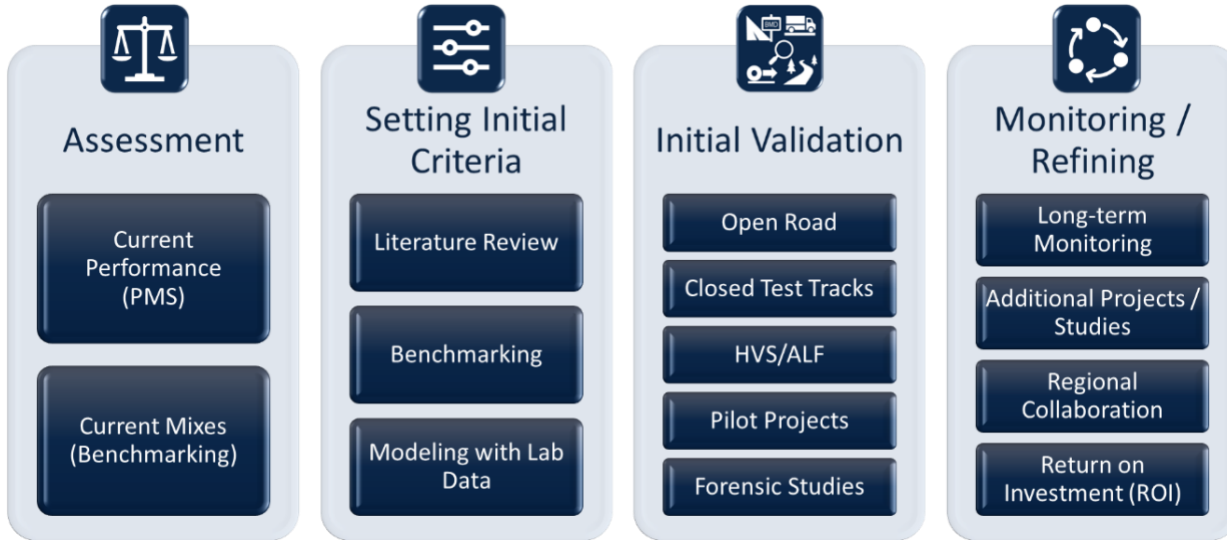 Assessment
Current
Performance
(PMS)
Current Mixes
(Benchmarking)
Setting Initial
Criteria
Literature Review
Benchmarking
Modeling with Lab
Data
BMD
Initial Validation
Open Road
Closed Test Tracks
HVS/ALF
Pilot Projects
Forensic Studies
Monitoring /
Refining
Long-term
Monitoring
Additional Projects /
Studies
Regional
Collaboration
Return on
Investment (ROI)